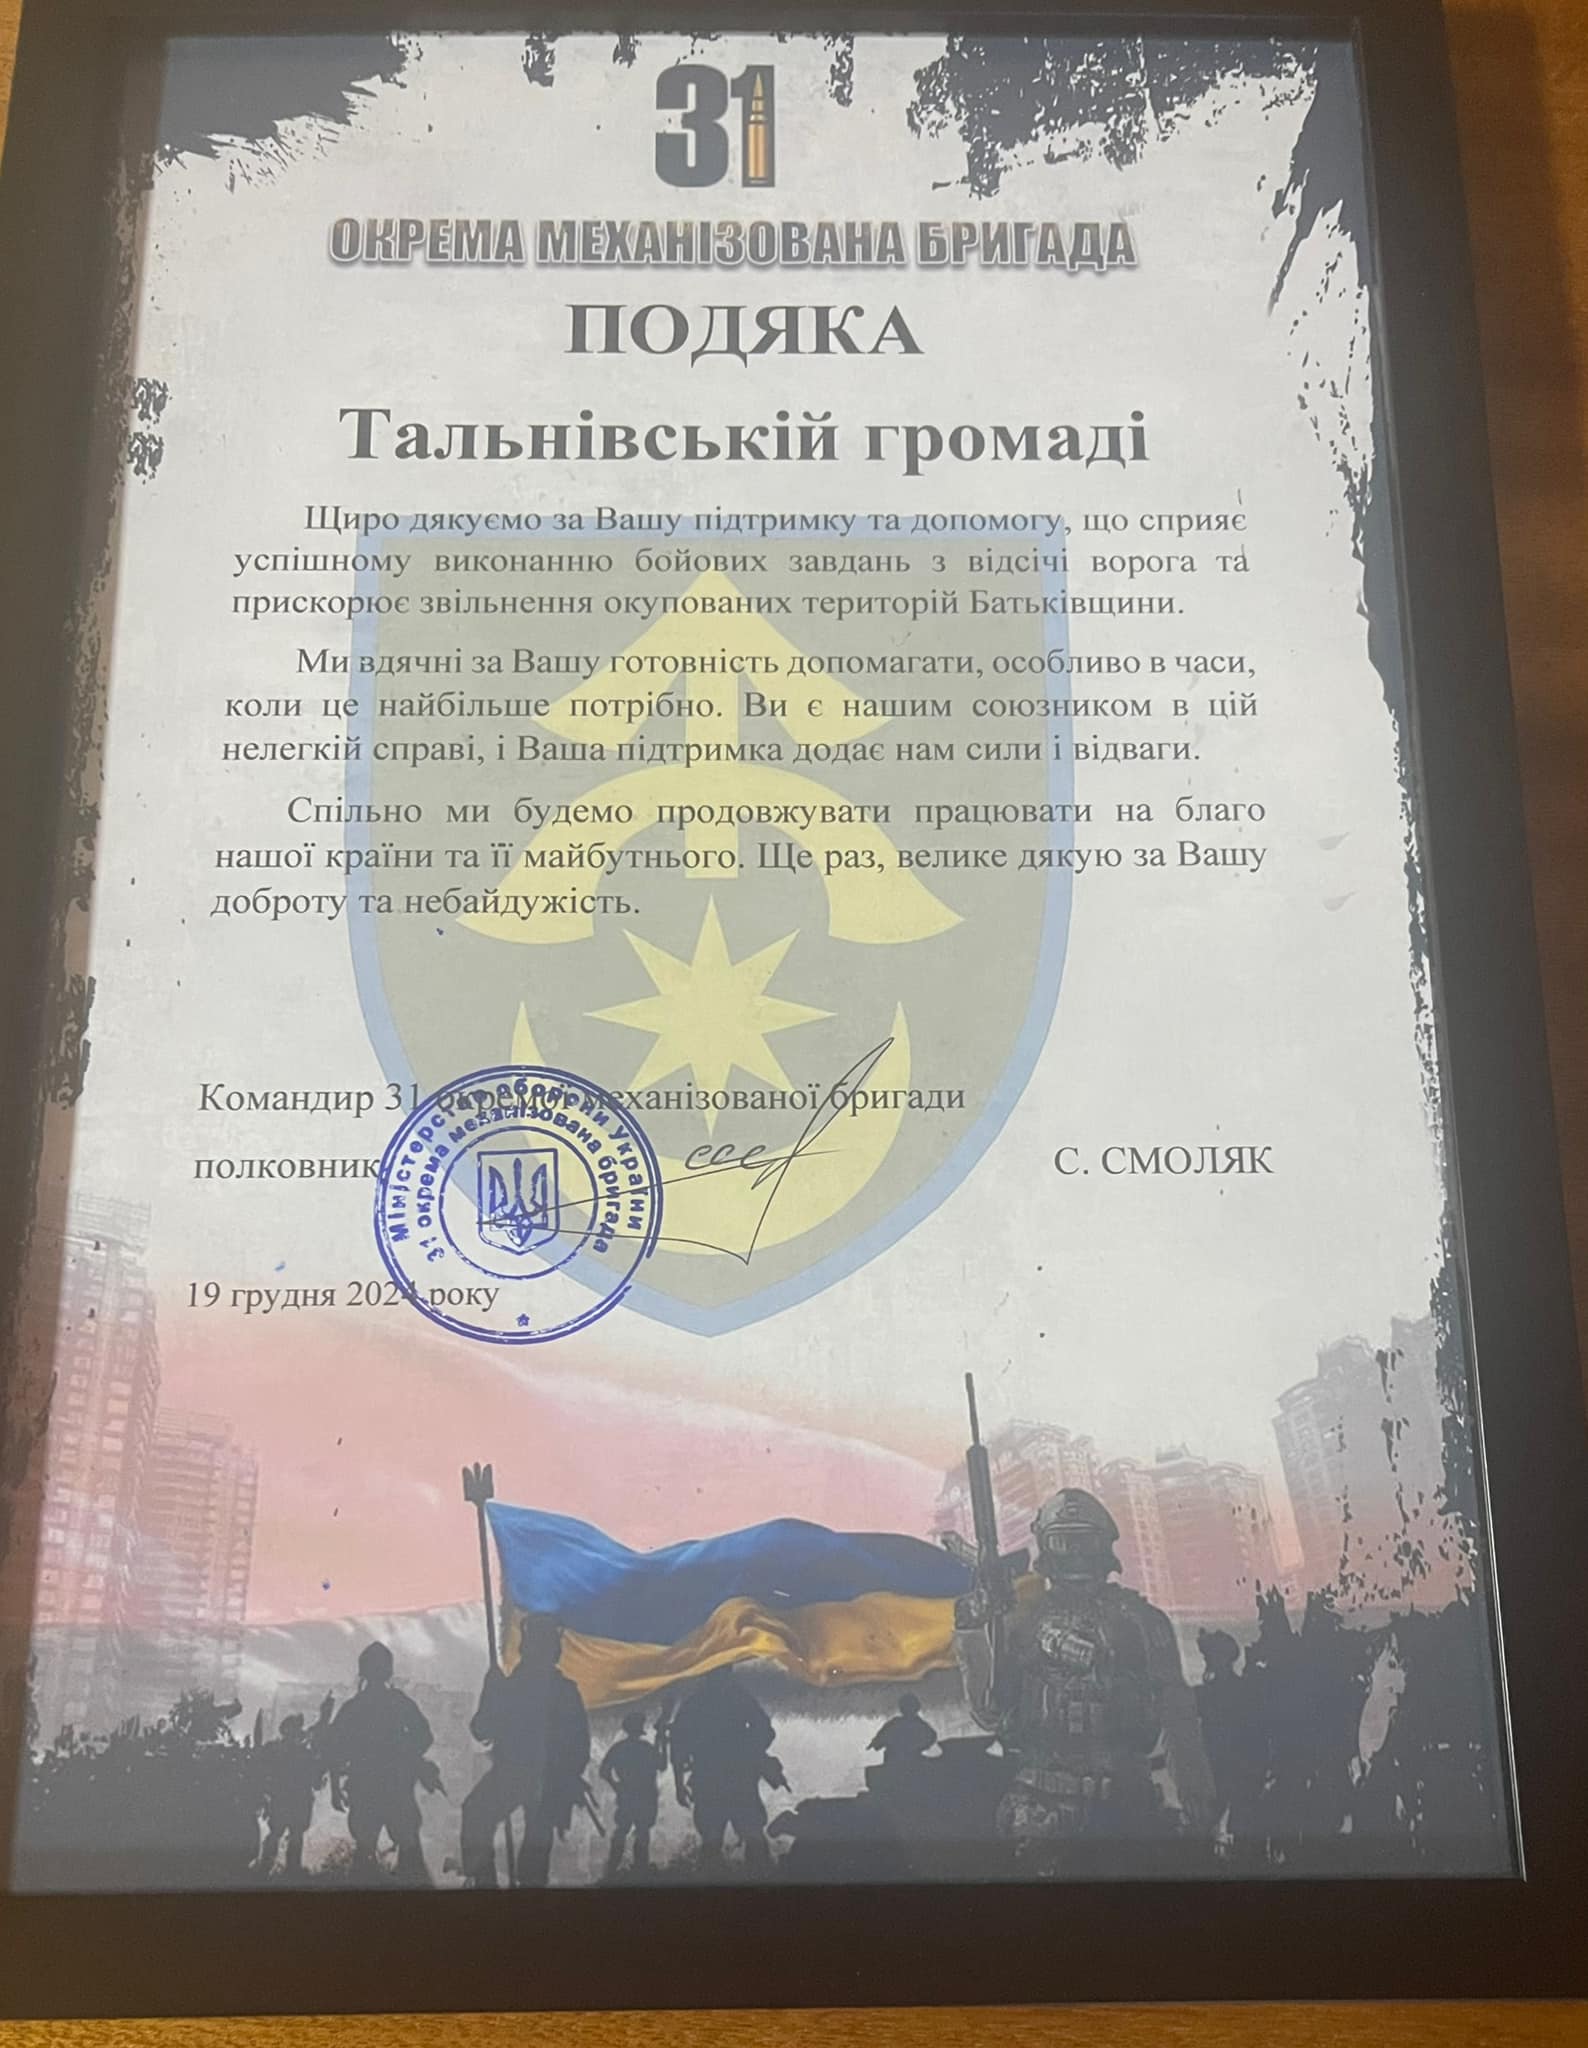 31
ОКРЕМА МЕХАНІЗОВАНА БРИГАДА
ПОДЯКА
Тальнівській громаді
Щиро дякуємо за Вашу підтримку та допомогу, що сприяє
успішному виконанню бойових завдань з відсічі ворога та
прискорює звільнення окупованих територій Батьківщини.
Ми вдячні за Вашу готовність допомагати, особливо в часи,
коли це найбільше потрібно. Ви є нашим союзником в цій
нелегкій справі, і Ваша підтримка додає нам сили і відваги.
Спільно ми будемо продовжувати працювати на благо
нашої країни та її майбутнього. Ще раз, велике дякую за Вашу
доброту та небайдужість.
Командир 31 окремої механізованої бригади
полковник С. СМОЛЯК
Міністерство оборони України
31 окрема механізована бригада
19 грудня 2024 року